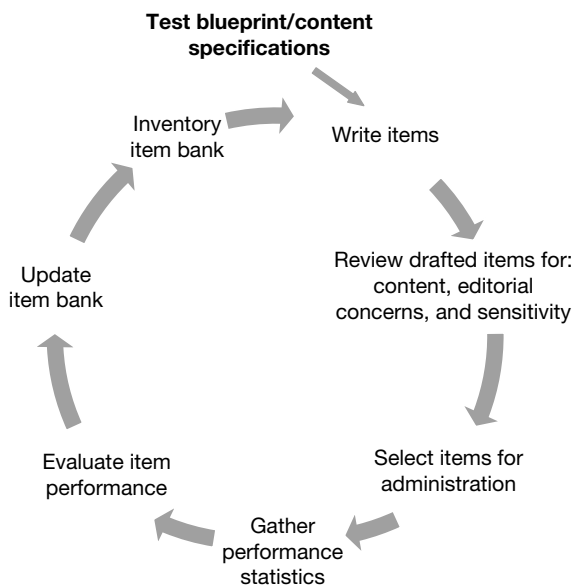 Test blueprint/content
specifications
Write items
Review drafted items for:
content, editorial
concerns, and sensitivity
Select items for
administration
Gather
performance
statistics
Evaluate item
performance
Update
item bank
Inventory
item bank